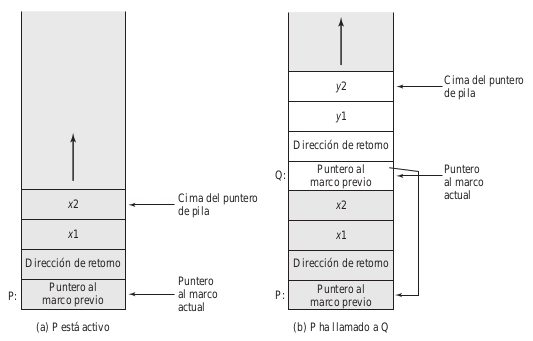 x2
Cima del puntero
de pila
x1
Dirección de retorno
P:
Puntero al
marco previo
Puntero
al marco
actual
(a) P está activo
y2
Cima del puntero
de pila
y1
Dirección de retorno
Q:
Puntero al
marco previo
Puntero
al marco
actual
x2
x1
Dirección de retorno
P:
Puntero al
marco previo
(b) P ha llamado a Q